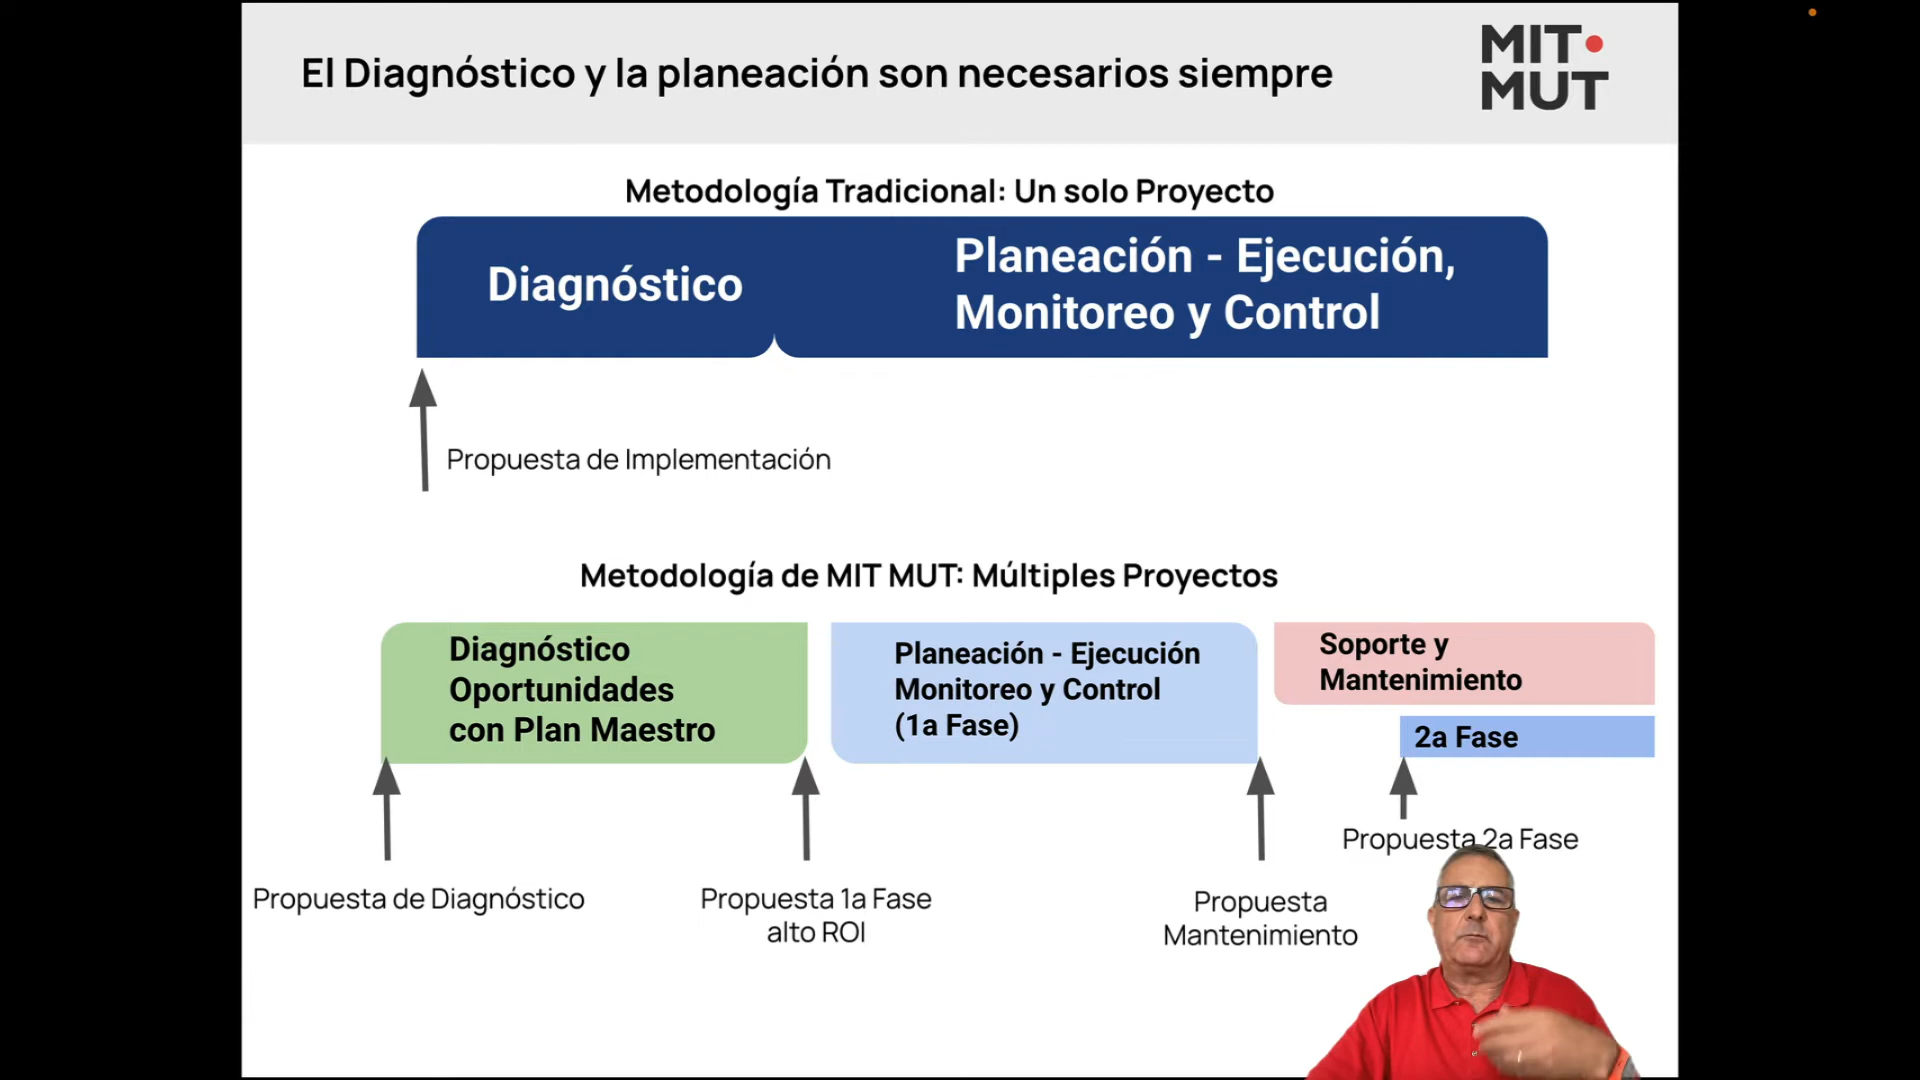 El Diagnóstico y la planeación son necesarios siempre
MIT
MUT
Metodología Tradicional: Un solo Proyecto
Diagnóstico
Planeación - Ejecución,
Monitoreo y Control
Propuesta de Implementación
Metodología de MIT MUT: Múltiples Proyectos
Diagnóstico
Oportunidades
con Plan Maestro
Planeación - Ejecución
Monitoreo y Control
(1a Fase)
Soporte y
Mantenimiento
2a Fase
Propuesta 2a Fase
Propuesta de Diagnóstico
Propuesta 1a Fase
alto ROI
Propuesta
Mantenimiento